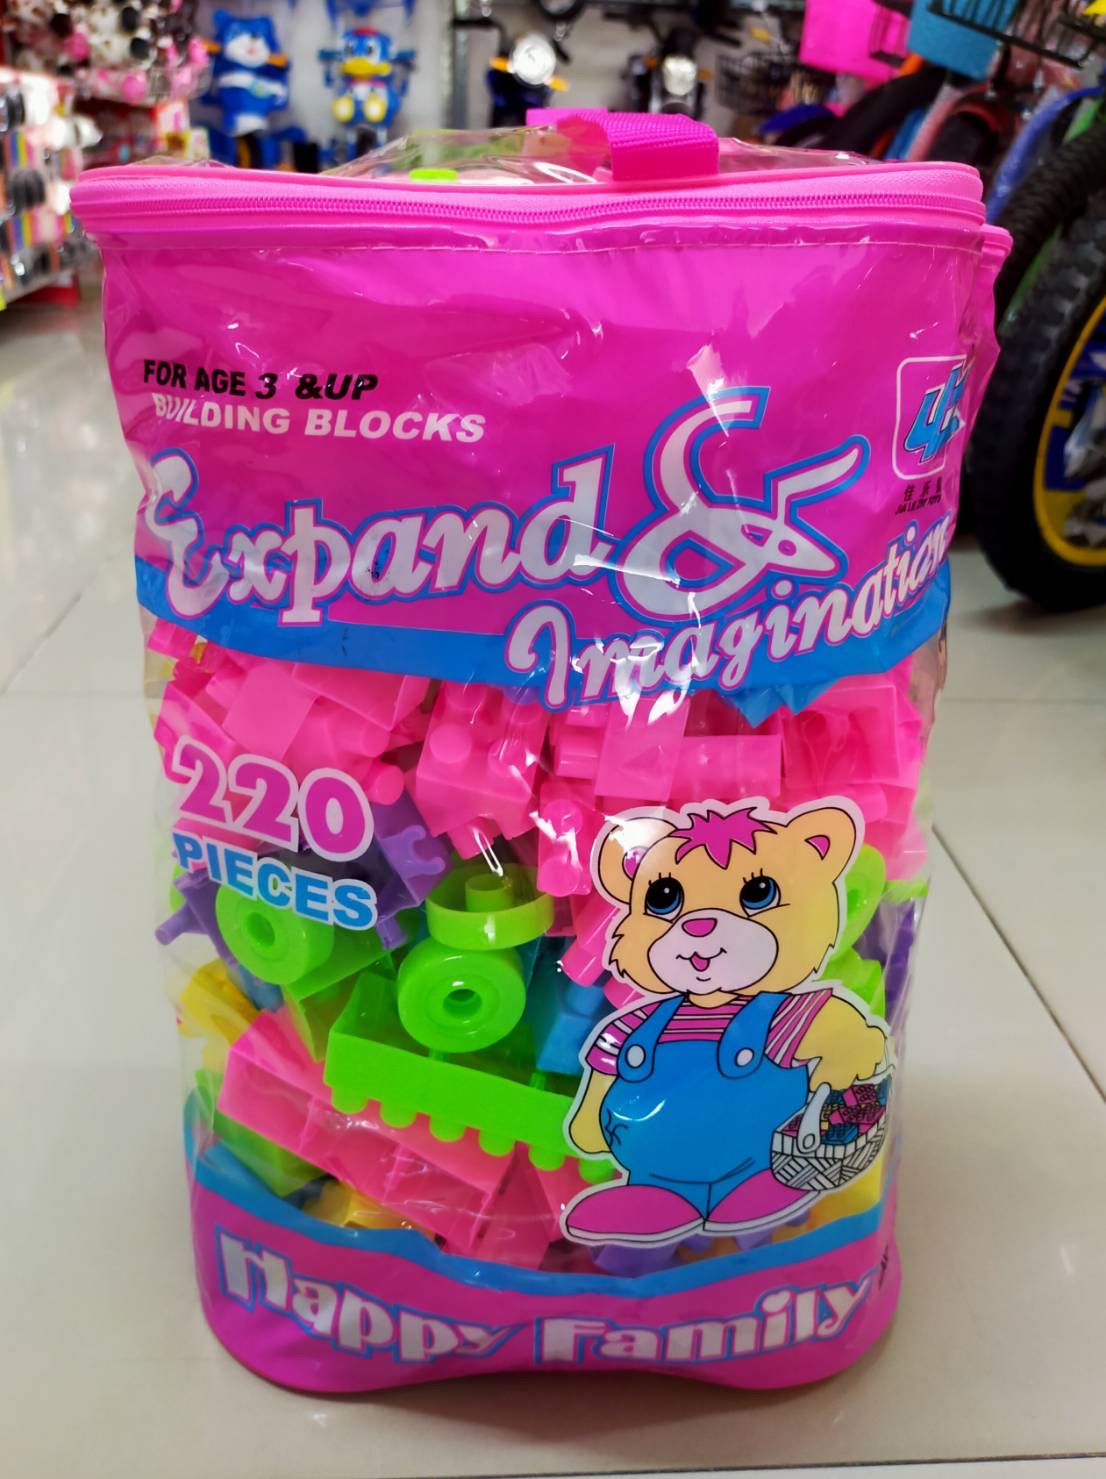 FOR AGE 3 &UP
BUILDING BLOCKS
Expand &
Imagination
220
PIECES
Happy Family